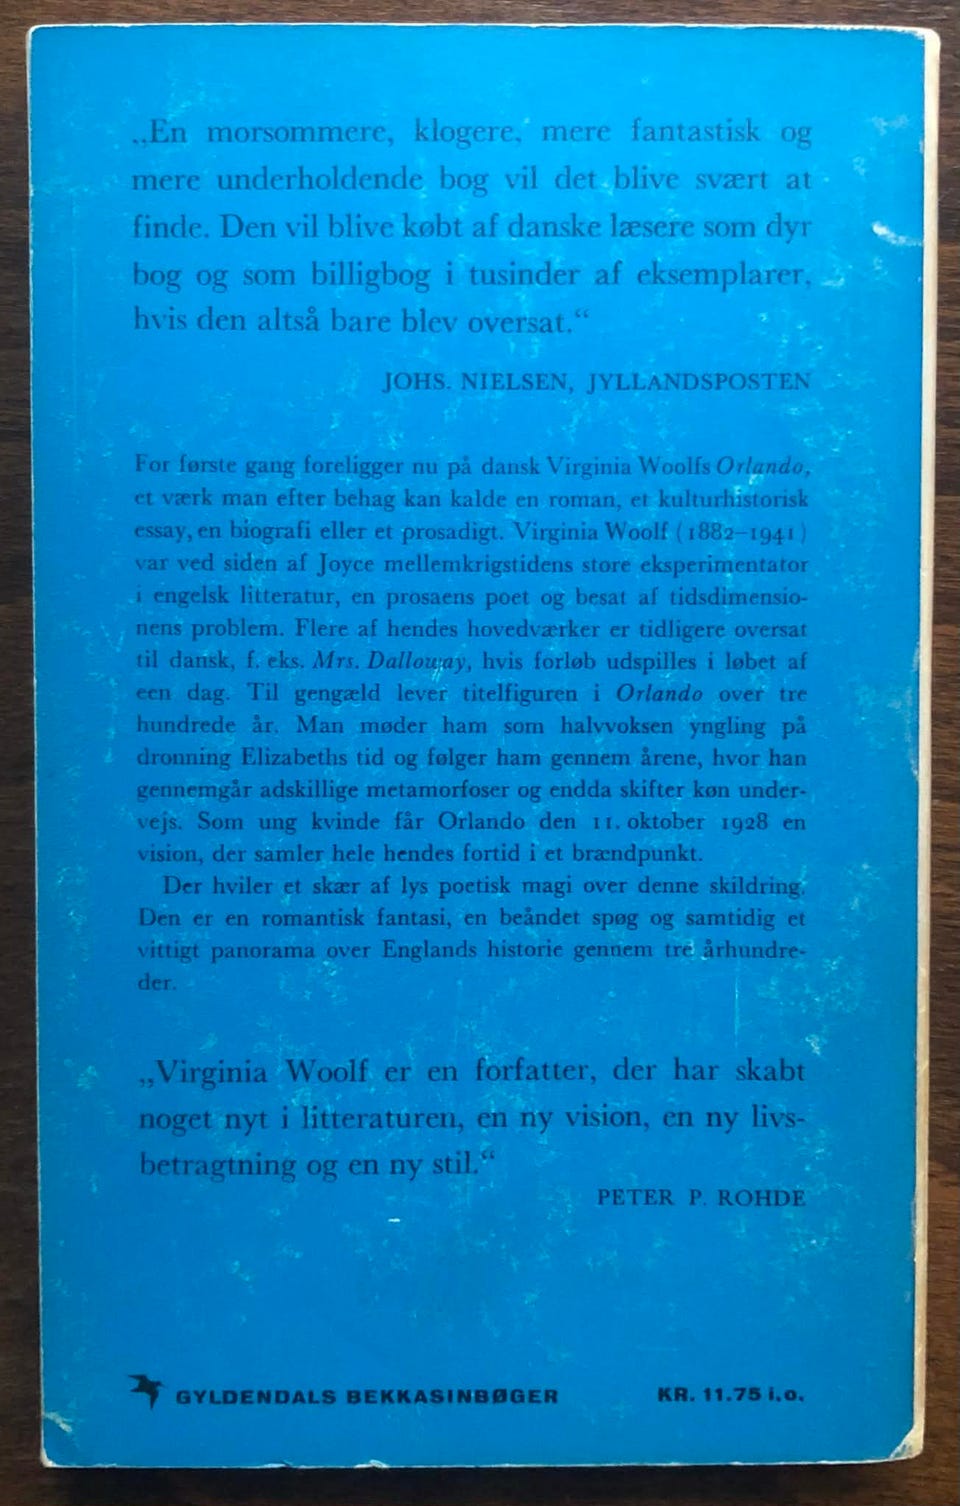 „En morsommere, klogere, mere fantastisk og
mere underholdende bog vil det blive svært at
finde. Den vil blive købt af danske læsere som dyr
bog og som billigbog i tusinder af eksemplarer,
hvis den altså bare blev oversat.“
JOHS. NIELSEN, JYLLANDSPOSTEN
For første gang foreligger nu på dansk Virginia Woolfs Orlando,
et værk man efter behag kan kalde en roman, et kulturhistorisk
essay, en biografi eller et prosadigt. Virginia Woolf (1882–1941)
var ved siden af Joyce mellemkrigstidens store eksperimentator
i engelsk litteratur, en prosaens poet og besat af tidsdimensio-
nens problem. Flere af hendes hovedværker er tidligere oversat
til dansk, f. eks. Mrs. Dalloway, hvis forløb udspilles i løbet af
een dag. Til gengæld lever titelfiguren i Orlando over tre
hundrede år. Man møder ham som halvvoksen yngling på
dronning Elizabeths tid og følger ham gennem årene, hvor han
gennemgår adskillige metamorfoser og endda skifter køn under-
vejs. Som ung kvinde får Orlando den 11. oktober 1928 en
vision, der samler hele hendes fortid i et brændpunkt.
Der hviler et skær af lys poetisk magi over denne skildring.
Den er en romantisk fantasi, en beåndet spøg og samtidig et
vittigt panorama over Englands historie gennem tre århundre-
der.
„Virginia Woolf er en forfatter, der har skabt
noget nyt i litteraturen, en ny vision, en ny livs-
betragtning og en ny stil.“
PETER P. ROHDE
GYLDENDALS BEKKASINBØGER KR. 11.75 i.o.